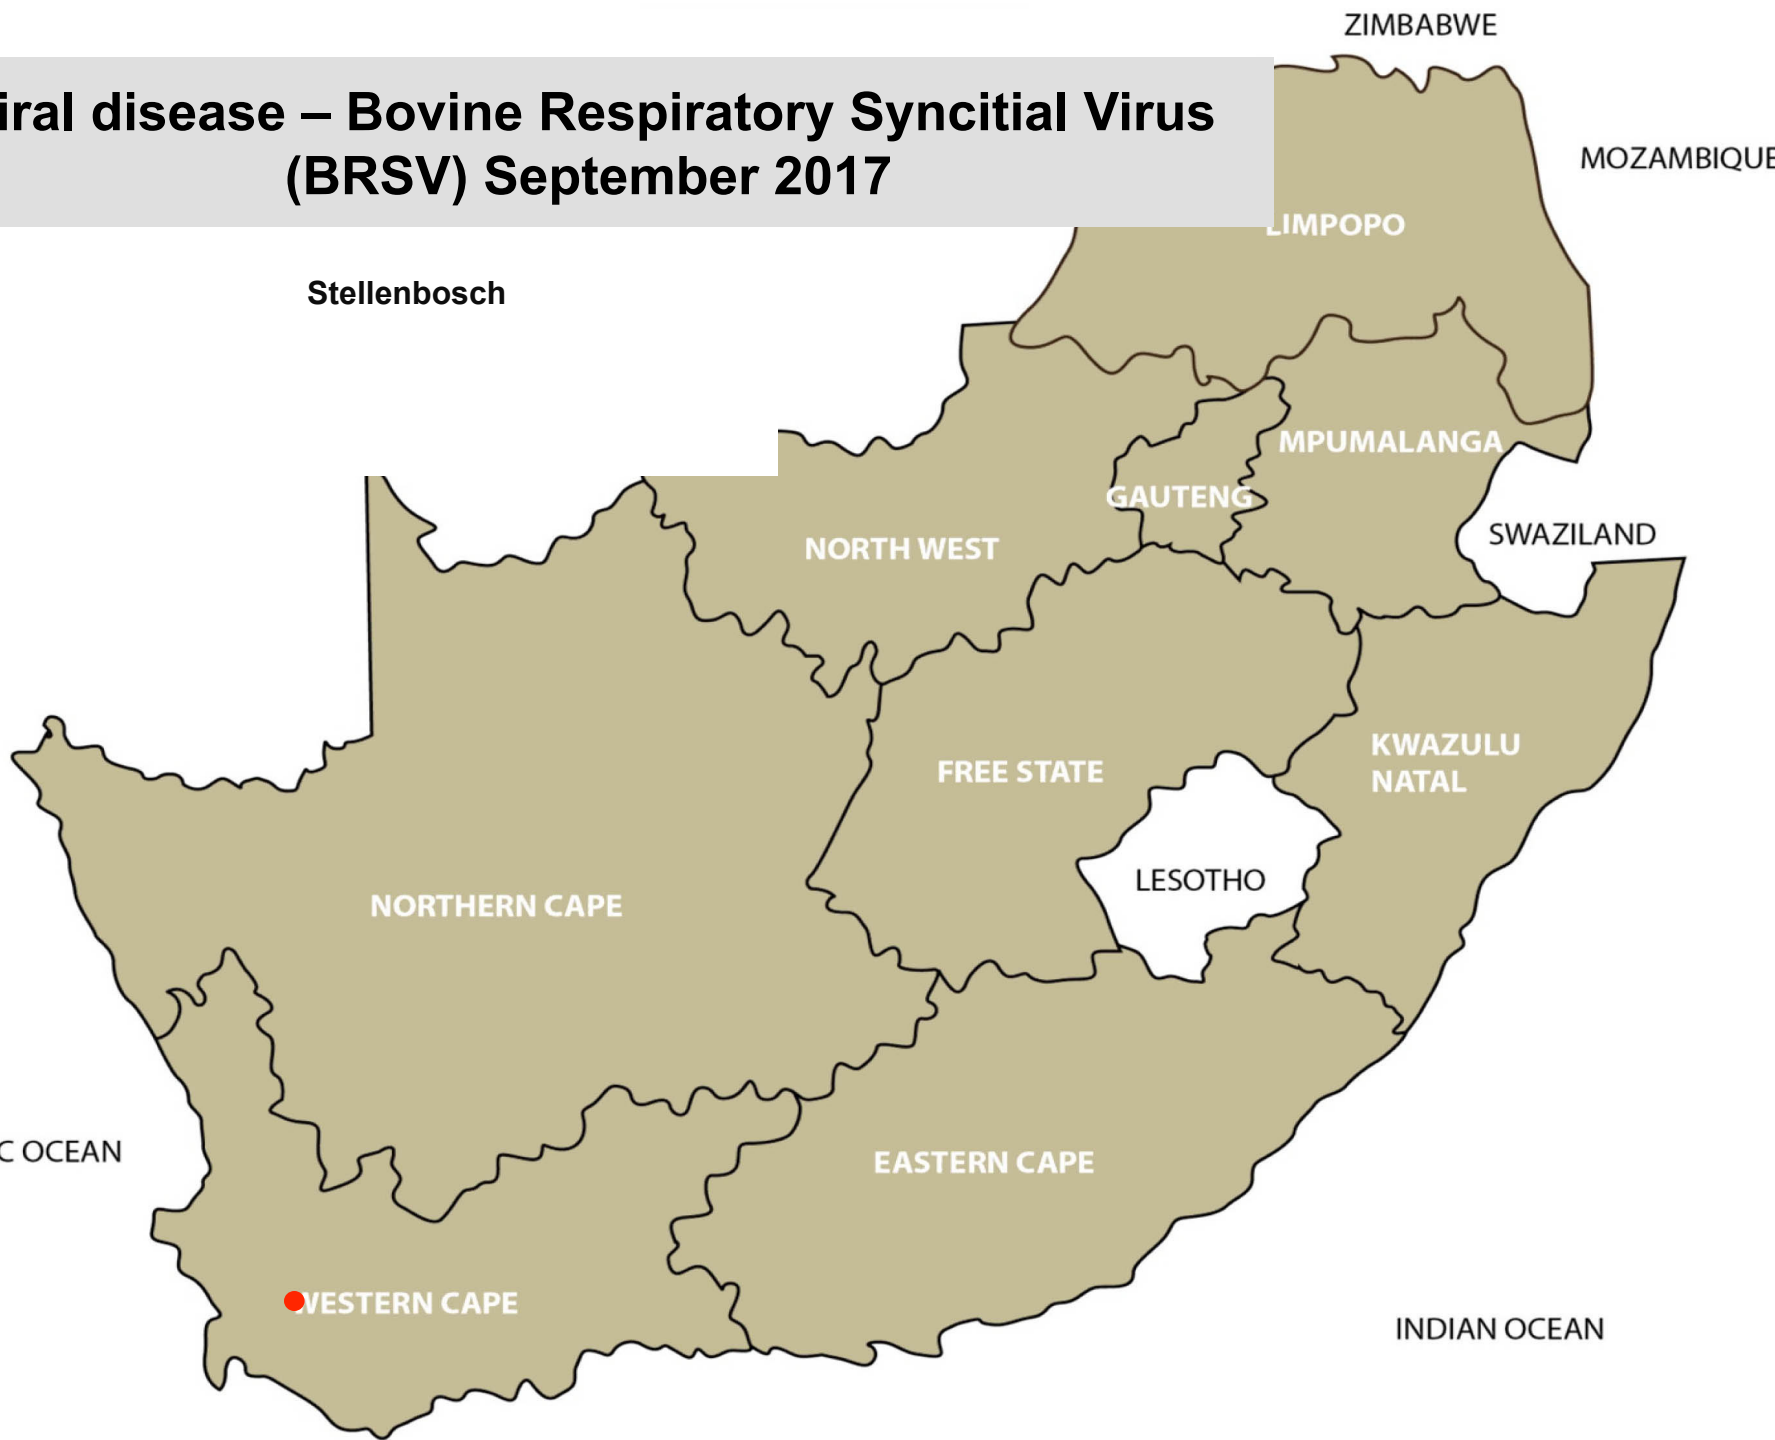 ZIMBABWE
iral disease – Bovine Respiratory Syncitial Virus
(BRSV) September 2017
MOZAMBIQUE
LIMPOPO
Stellenbosch
MPUMALANGA
GAUTENG
SWAZILAND
NORTH WEST
KWAZULU
NATAL
FREE STATE
LESOTHO
NORTHERN CAPE
C OCEAN
EASTERN CAPE
WESTERN CAPE
INDIAN OCEAN